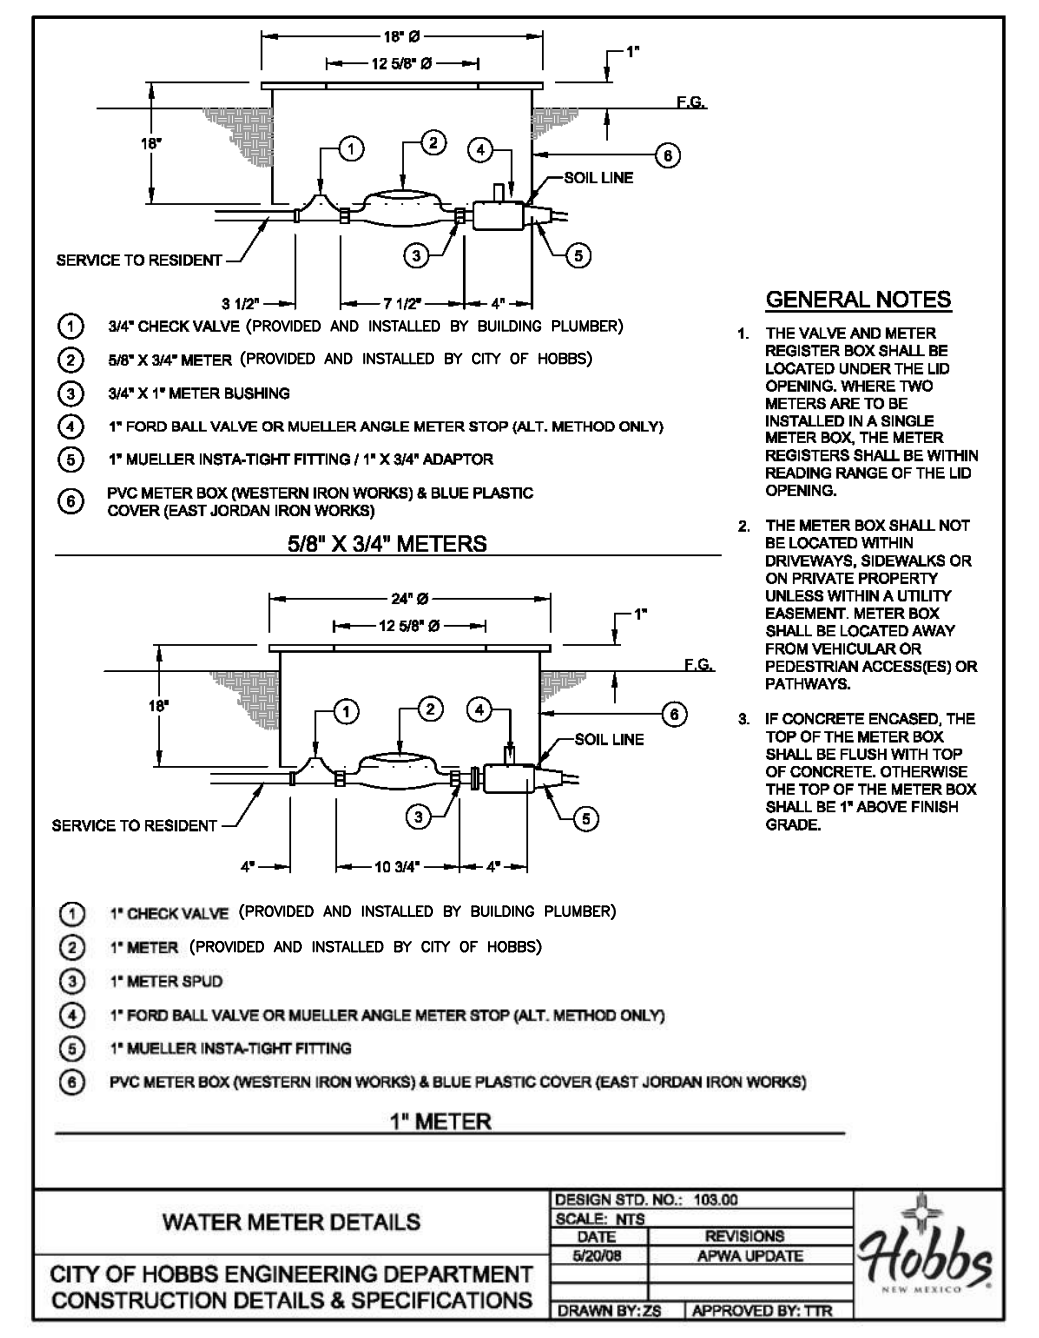 18" Ø
12 5/8" Ø
1"
F.G.
18"
1
2
4
6
SOIL LINE
SERVICE TO RESIDENT
3
5
3 1/2"
7 1/2"
4"
1 3/4" CHECK VALVE (PROVIDED AND INSTALLED BY BUILDING PLUMBER)
2 5/8" X 3/4" METER (PROVIDED AND INSTALLED BY CITY OF HOBBS)
3 3/4" X 1" METER BUSHING
4 1" FORD BALL VALVE OR MUELLER ANGLE METER STOP (ALT. METHOD ONLY)
5 1" MUELLER INSTA-TIGHT FITTING / 1" X 3/4" ADAPTOR
6 PVC METER BOX (WESTERN IRON WORKS) & BLUE PLASTIC
COVER (EAST JORDAN IRON WORKS)
5/8" X 3/4" METERS
24" Ø
12 5/8" Ø
1"
F.G.
18"
1
2
4
6
SOIL LINE
SERVICE TO RESIDENT
3
5
4"
10 3/4"
4"
1 1" CHECK VALVE (PROVIDED AND INSTALLED BY BUILDING PLUMBER)
2 1" METER (PROVIDED AND INSTALLED BY CITY OF HOBBS)
3 1" METER SPUD
4 1" FORD BALL VALVE OR MUELLER ANGLE METER STOP (ALT. METHOD ONLY)
5 1" MUELLER INSTA-TIGHT FITTING
6 PVC METER BOX (WESTERN IRON WORKS) & BLUE PLASTIC COVER (EAST JORDAN IRON WORKS)
1" METER
GENERAL NOTES
1. THE VALVE AND METER
REGISTER BOX SHALL BE
LOCATED UNDER THE LID
OPENING. WHERE TWO
METERS ARE TO BE
INSTALLED IN A SINGLE
METER BOX, THE METER
REGISTERS SHALL BE WITHIN
READING RANGE OF THE LID
OPENING.
2. THE METER BOX SHALL NOT
BE LOCATED WITHIN
DRIVEWAYS, SIDEWALKS OR
ON PRIVATE PROPERTY
UNLESS WITHIN A UTILITY
EASEMENT. METER BOX
SHALL BE LOCATED AWAY
FROM VEHICULAR OR
PEDESTRIAN ACCESS(ES) OR
PATHWAYS.
3. IF CONCRETE ENCASED, THE
TOP OF THE METER BOX
SHALL BE FLUSH WITH TOP
OF CONCRETE. OTHERWISE
THE TOP OF THE METER BOX
SHALL BE 1" ABOVE FINISH
GRADE.
WATER METER DETAILS
CITY OF HOBBS ENGINEERING DEPARTMENT
CONSTRUCTION DETAILS & SPECIFICATIONS
DESIGN STD. NO.: 103.00
SCALE: NTS
DATE REVISIONS
5/20/08 APWA UPDATE
DRAWN BY: ZS APPROVED BY: TTR
Hobbs
NEW MEXICO